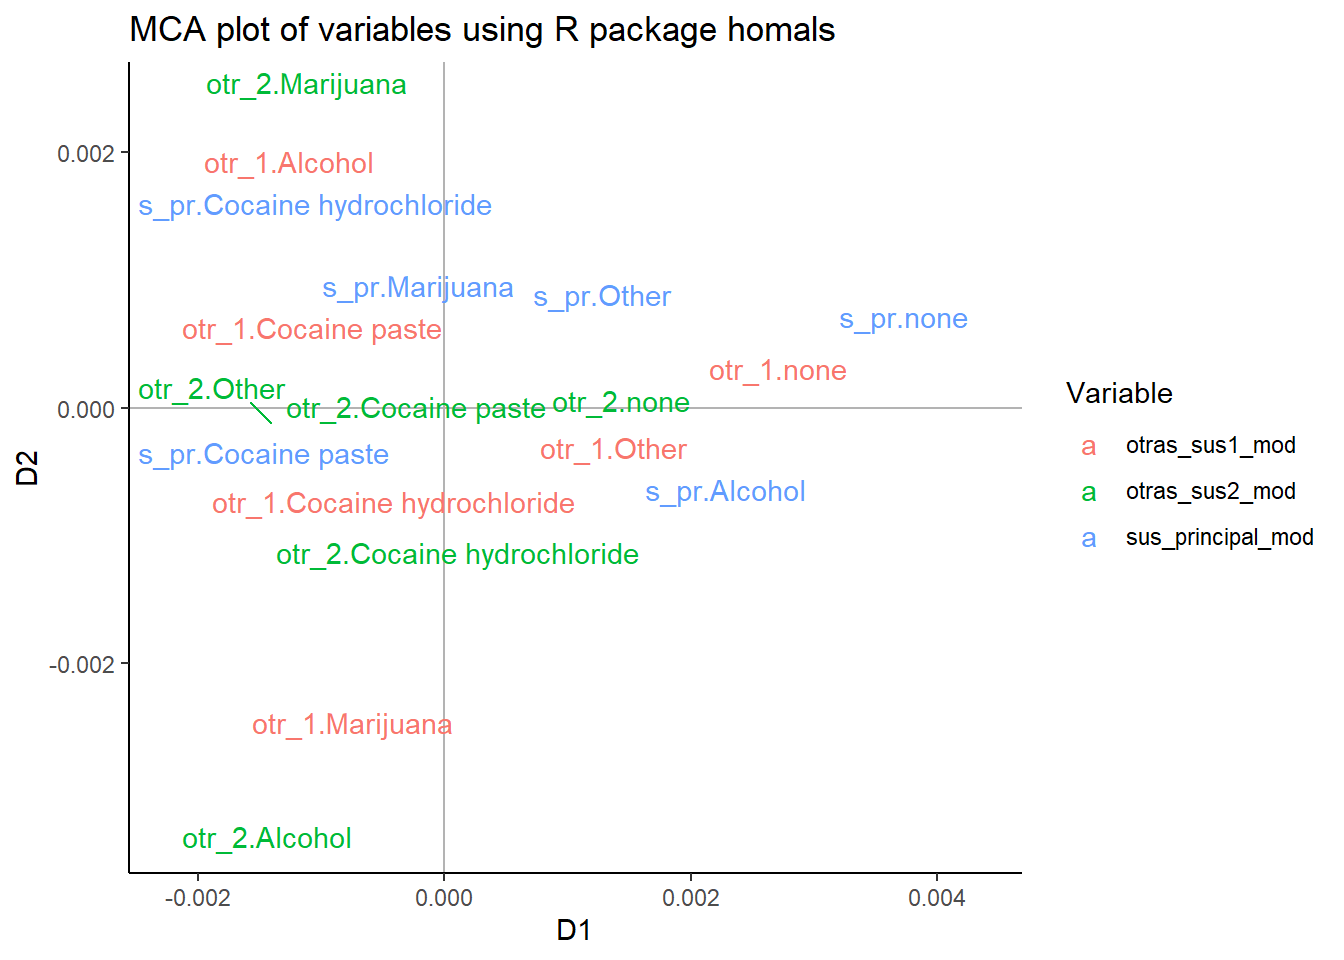 MCA plot of variables using R package homals
otr_2.Marijuana
0.002
otr_1.Alcohol
s_pr.Cocaine hydrochloride
s_pr.Marijuana
s_pr.Other
s_pr.none
otr_1.Cocaine paste
otr_1.none
otr_2.Other
otr_2.Cocaine paste
otr_2.none
0.000
otr_1.Other
s_pr.Cocaine paste
s_pr.Alcohol
otr_1.Cocaine hydrochloride
otr_2.Cocaine hydrochloride
-0.002
otr_1.Marijuana
otr_2.Alcohol
D2
-0.002
0.000
0.002
0.004
D1
Variable
a otras_sus1_mod
a otras_sus2_mod
a sus_principal_mod